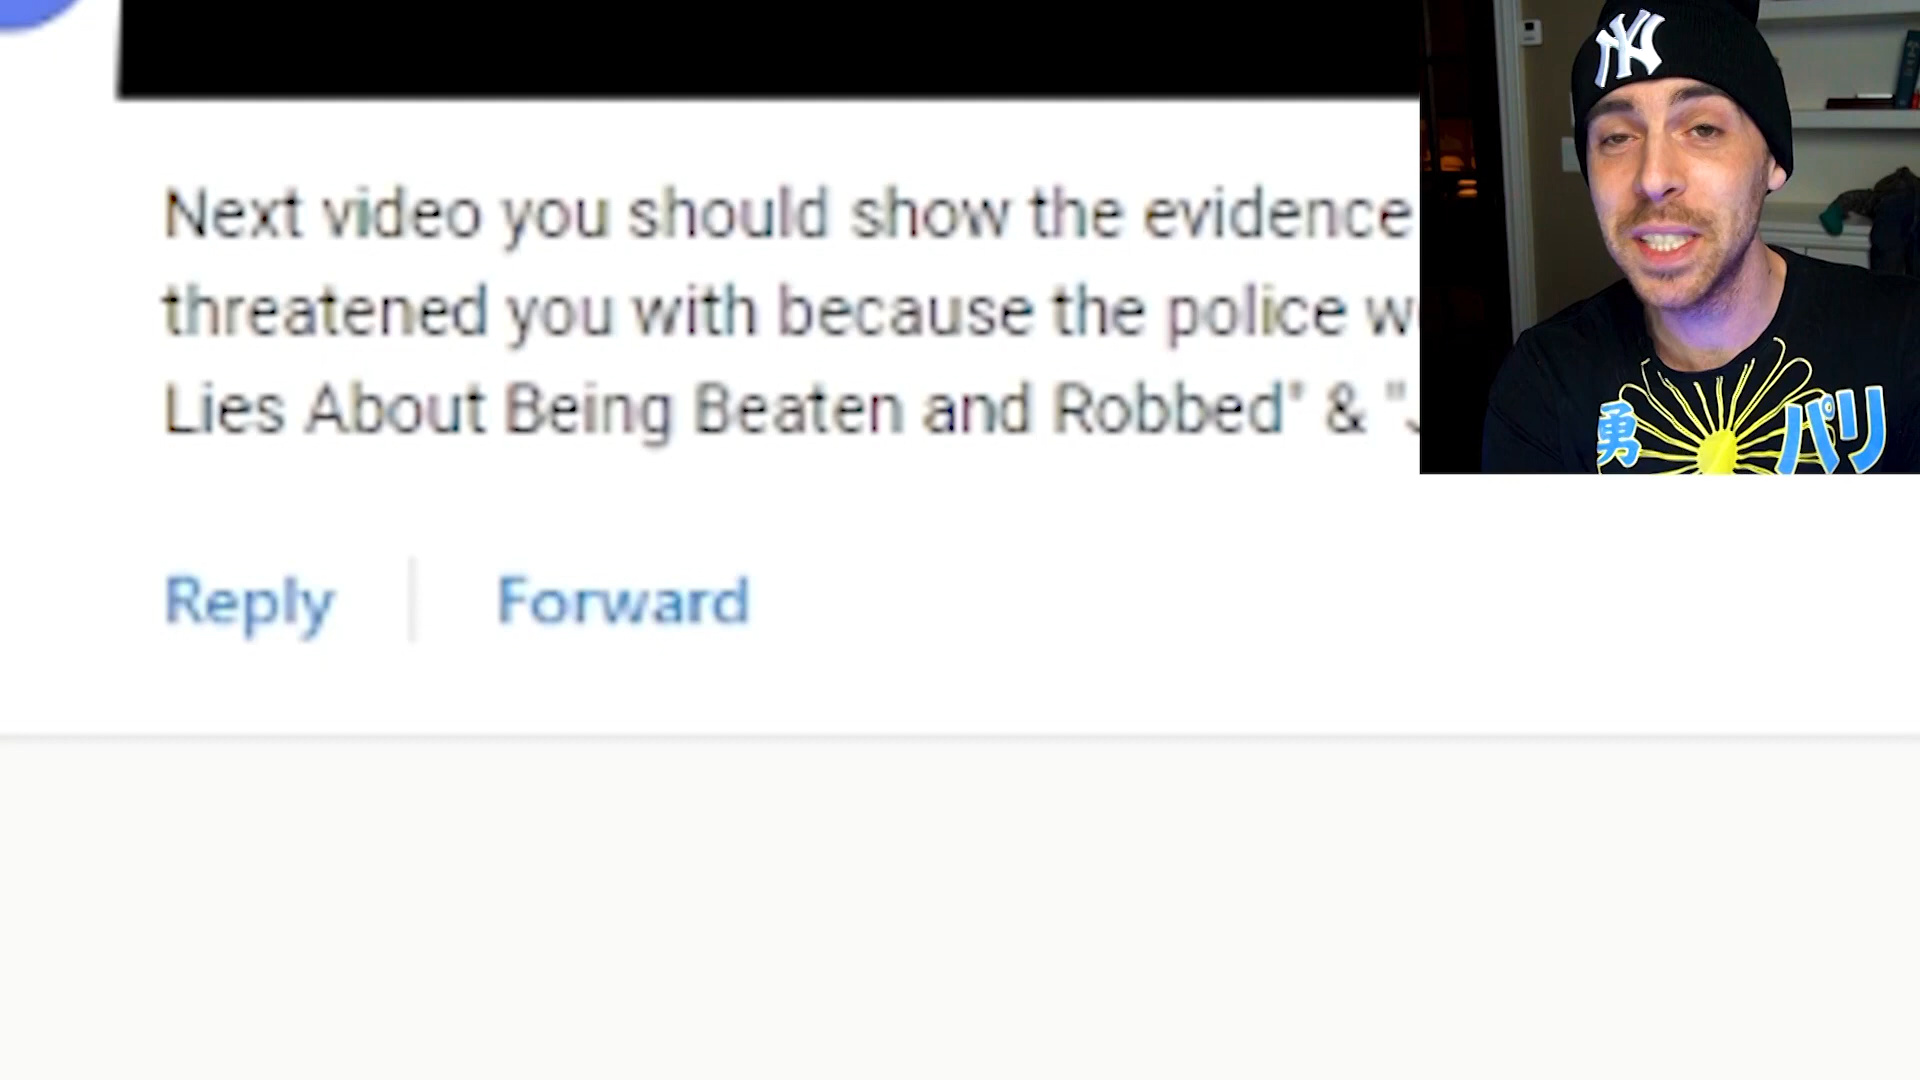 NY
Next video you should show the evidence
threatened you with because the police
Lies About Being Beaten and Robbed" & "
勇
パリ
Reply
Forward